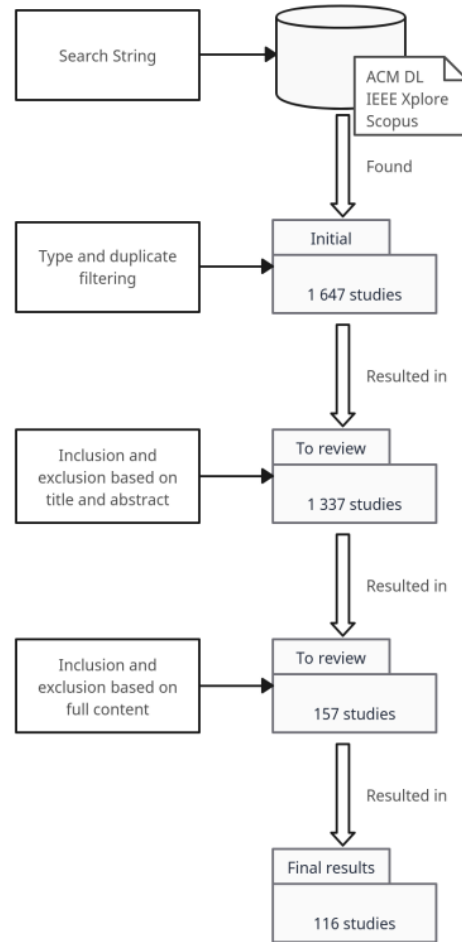 Search String
ACM DL
IEEE Xplore
Scopus
Found
Type and duplicate
filtering
Initial
1 647 studies
Resulted in
Inclusion and
exclusion based on
title and abstract
To review
1 337 studies
Resulted in
Inclusion and
exclusion based on
full content
To review
157 studies
Resulted in
Final results
116 studies